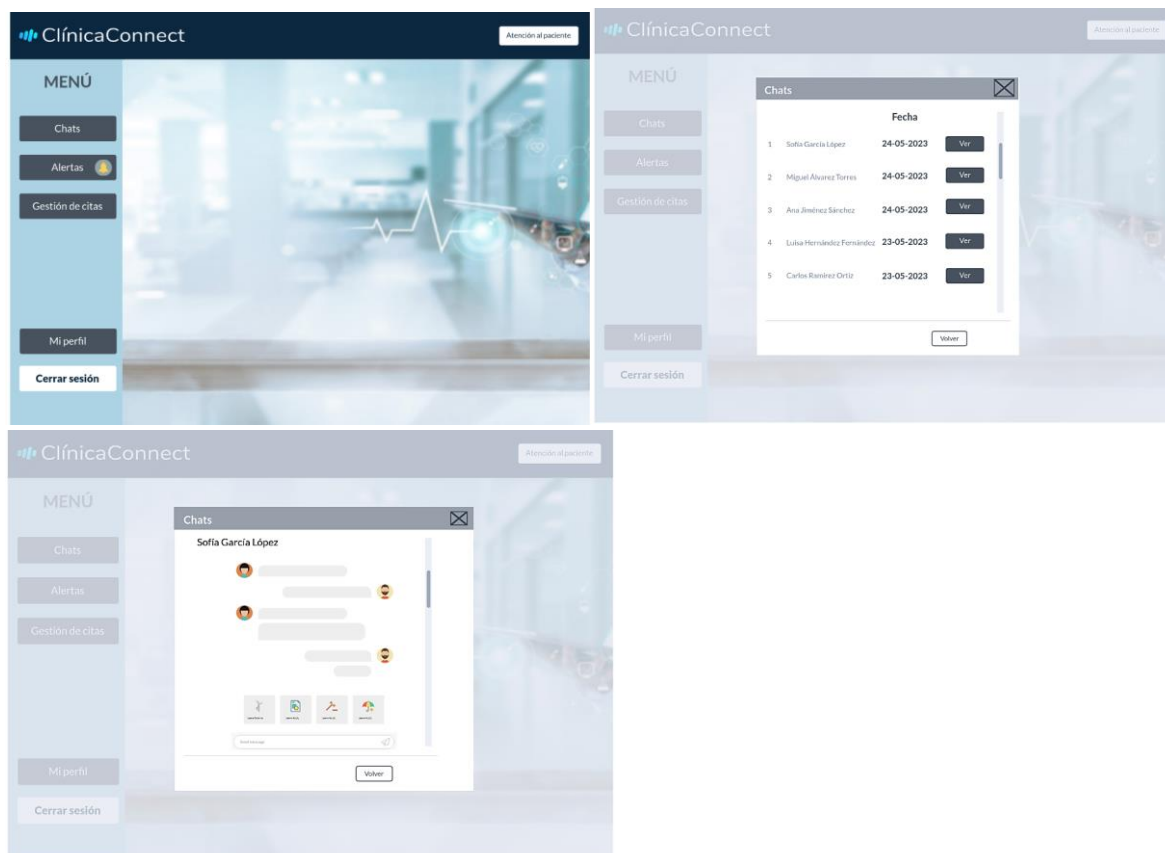 ClínicaConnect
Atención al paciente
MENÚ
Chats
Alertas
Gestión de citas
Mi perfil
Cerrar sesión
ClínicaConnect
Atención al paciente
MENÚ
Chats
Alertas
Gestión de citas
Mi perfil
Cerrar sesión
Chats
Fecha
1 Sofía García López 24-05-2023 Ver
2 Miguel Álvarez Torres 24-05-2023 Ver
3 Ana Jiménez Sánchez 24-05-2023 Ver
4 Luisa Hernández Fernández 23-05-2023 Ver
5 Carlos Ramírez Ortiz 23-05-2023 Ver
Volver
ClínicaConnect
Atención al paciente
MENÚ
Chats
Alertas
Gestión de citas
Mi perfil
Cerrar sesión
Chats
Sofía García López
Volver